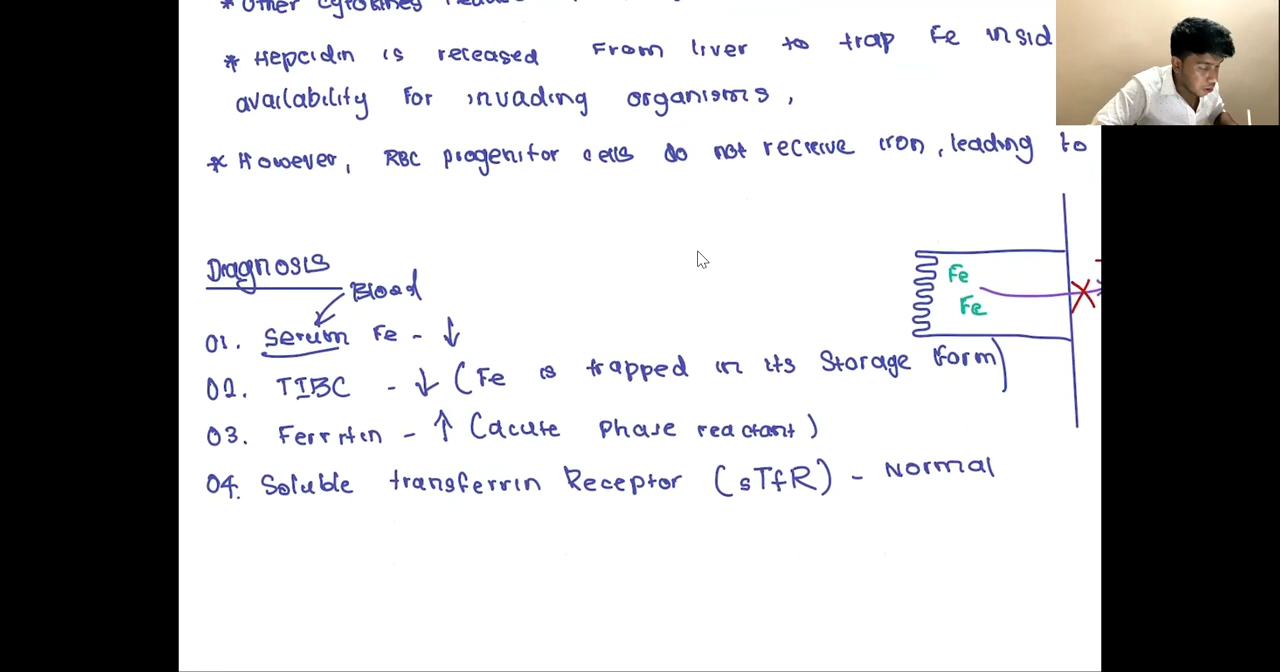 * Other cytokines
* Hepcidin is released From liver to trap Fe insid
availability For invading organisms,
* However, RBC progenitor cells do not recieve iron, leading to
Diagnosis
Blood
01. Serum Fe - ↓
Fe
Fe
02. TIBC - ↓ (Fe is trapped in its storage form)
03. Ferritin - ↑ (acute phase reactant)
04. Soluble transferrin Receptor (sTfR) - Normal